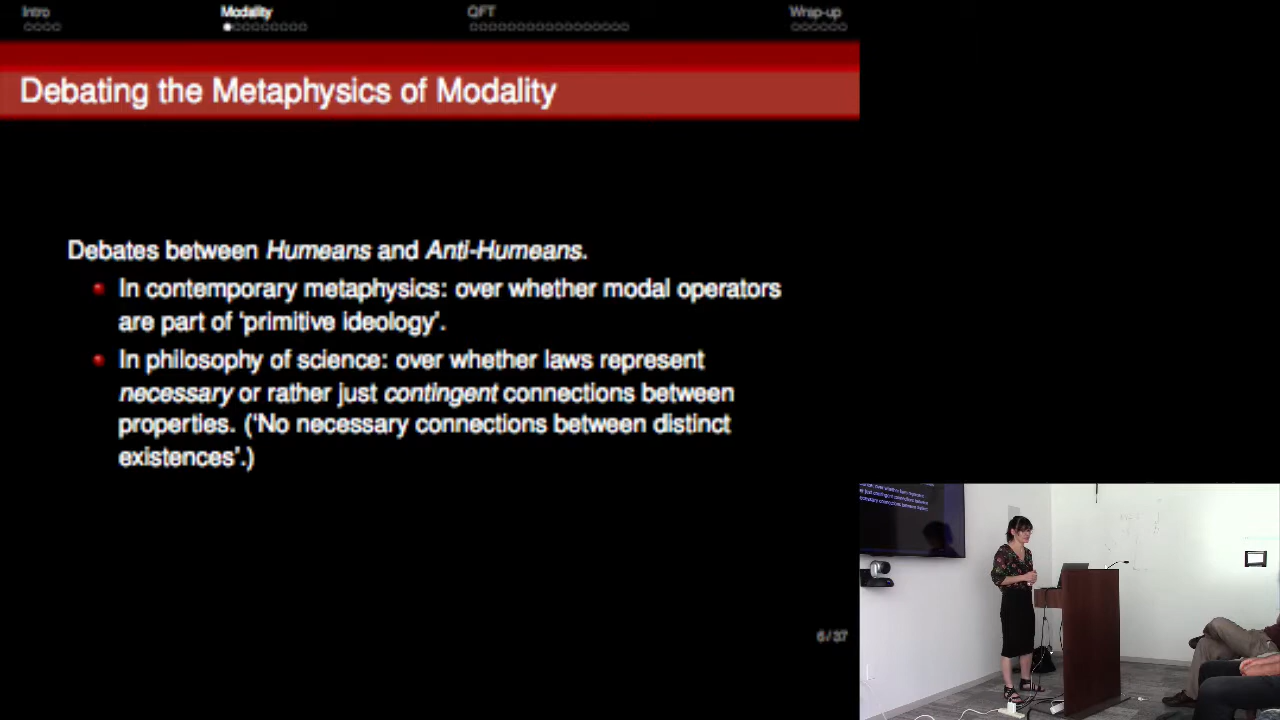 Intro Modality QFT Wrap-up
Debating the Metaphysics of Modality
Debates between Humeans and Anti-Humeans.
In contemporary metaphysics: over whether modal operators
are part of ‘primitive ideology’.
In philosophy of science: over whether laws represent
necessary or rather just contingent connections between
properties. (‘No necessary connections between distinct
existences’.)
6 / 37